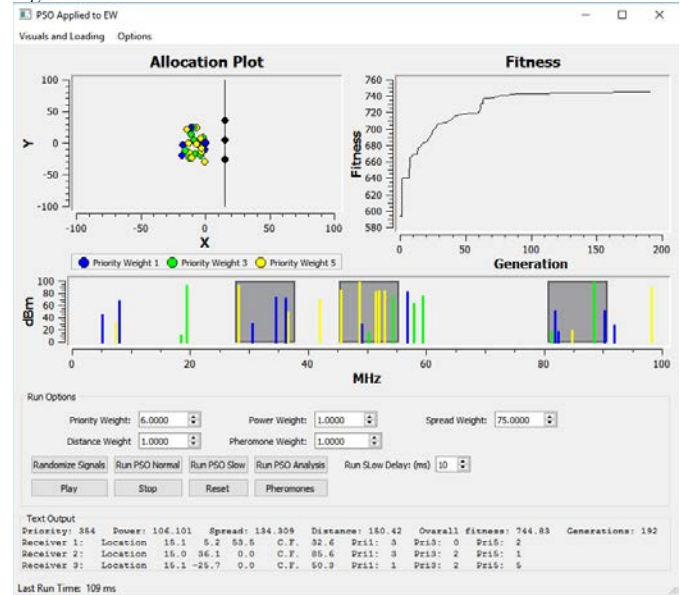 PSO Applied to EW
Visuals and Loading Options
Allocation Plot
100
50
0
-50
-100
Y
-100 -50 0 50 100
X
Priority Weight 1 Priority Weight 3 Priority Weight 5
Fitness
760
740
720
700
680
660
640
620
600
580
Fitness
0 50 100 150 200
Generation
100
80
60
40
20
0
dBm
0 20 40 60 80 100
MHz
Run Options
Priority Weight: 6.0000 Power Weight: 1.0000 Spread Weight: 75.0000
Distance Weight 1.0000 Pheromone Weight: 1.0000
Randomize Signals Run PSO Normal Run PSO Slow Run PSO Analysis Run SLow Delay: (ms) 10
Play Stop Reset Pheromones
Text Output
Priority: 354 Power: 106.101 Spread: 134.309 Distance: 150.42 Overall fitness: 744.83 Generations: 192
Receiver 1: Location 15.1 5.2 53.5 C.F. 32.6 Pri1: 3 Pri3: 0 Pri5: 2
Receiver 2: Location 15.0 36.1 0.0 C.F. 85.6 Pri1: 3 Pri3: 2 Pri5: 1
Receiver 3: Location 15.1 -25.7 0.0 C.F. 50.3 Pri1: 1 Pri3: 2 Pri5: 5
Last Run Time: 109 ms